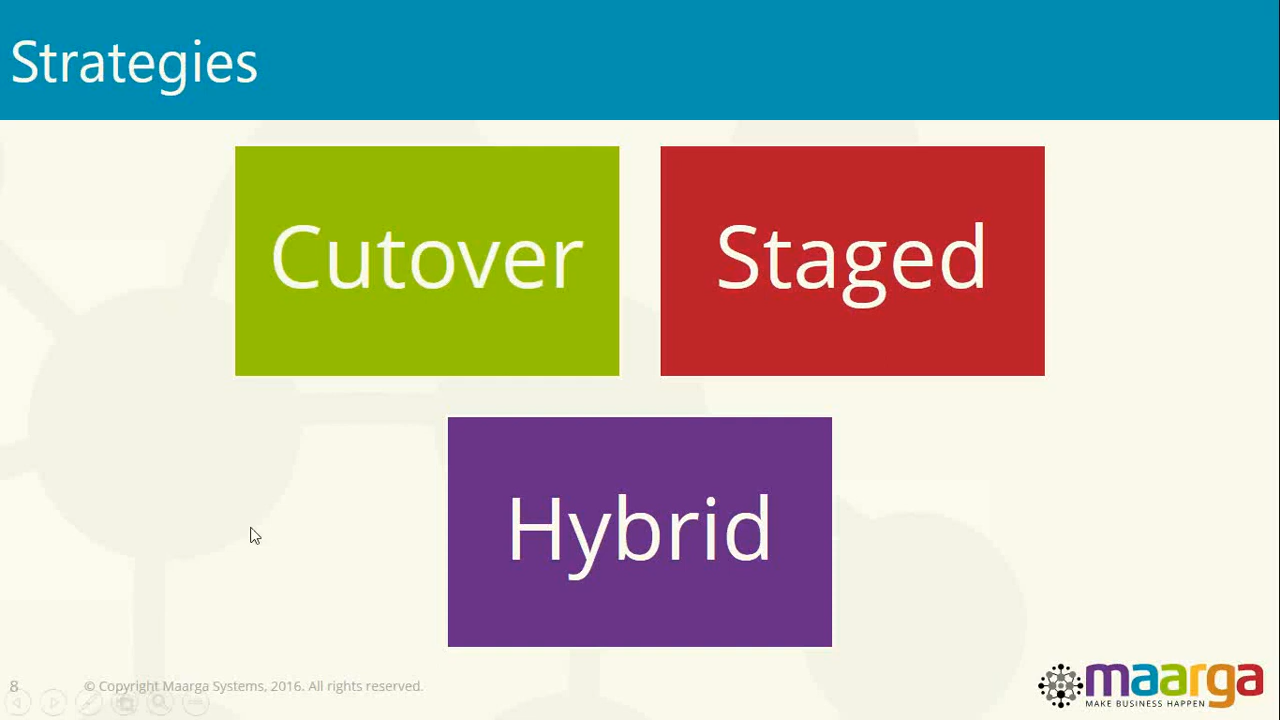 Strategies
Cutover
Staged
Hybrid
8
© Copyright Maarga Systems, 2016. All rights reserved.
maarga
MAKE BUSINESS HAPPEN